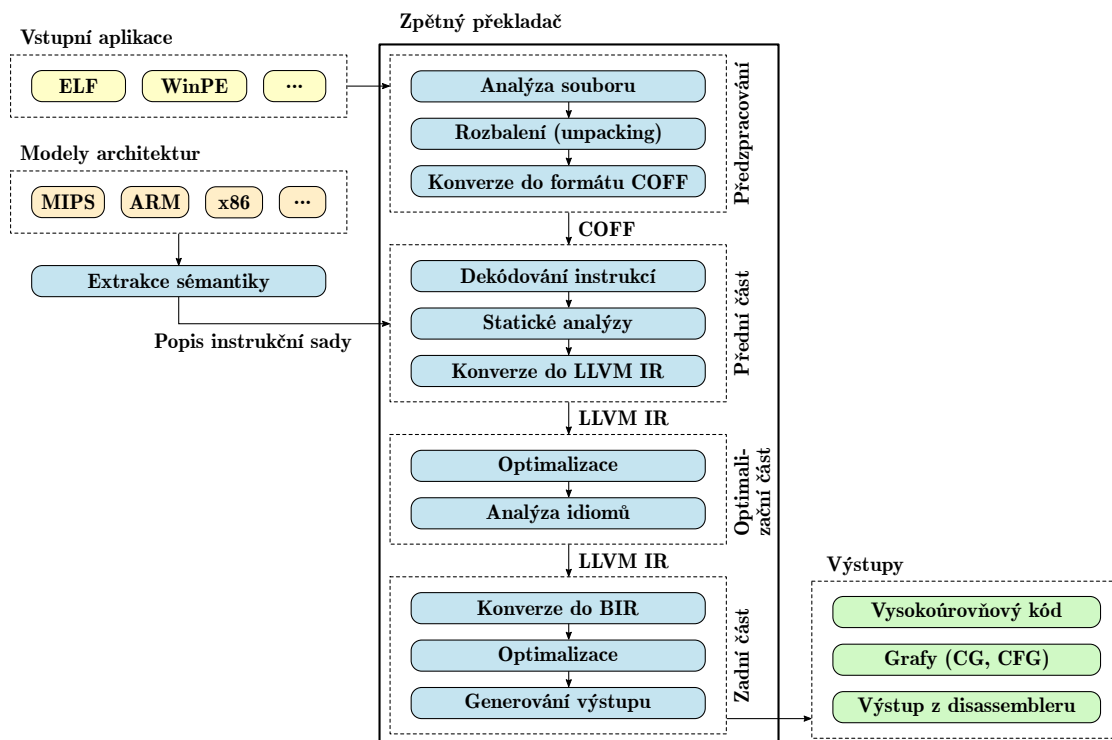 Zpětný překladač
Vstupní aplikace
ELF
WinPE
...
Modely architektur
MIPS
ARM
x86
...
Extrakce sémantiky
Popis instrukční sady
Analýza souboru
Rozbalení (unpacking)
Konverze do formátu COFF
Předzpracování
COFF
Dekódování instrukcí
Statické analýzy
Konverze do LLVM IR
Přední část
LLVM IR
Optimalizace
Analýza idiomů
Optimali-
zační část
LLVM IR
Konverze do BIR
Optimalizace
Generování výstupu
Zadní část
Výstupy
Vysokoúrovňový kód
Grafy (CG, CFG)
Výstup z disassembleru